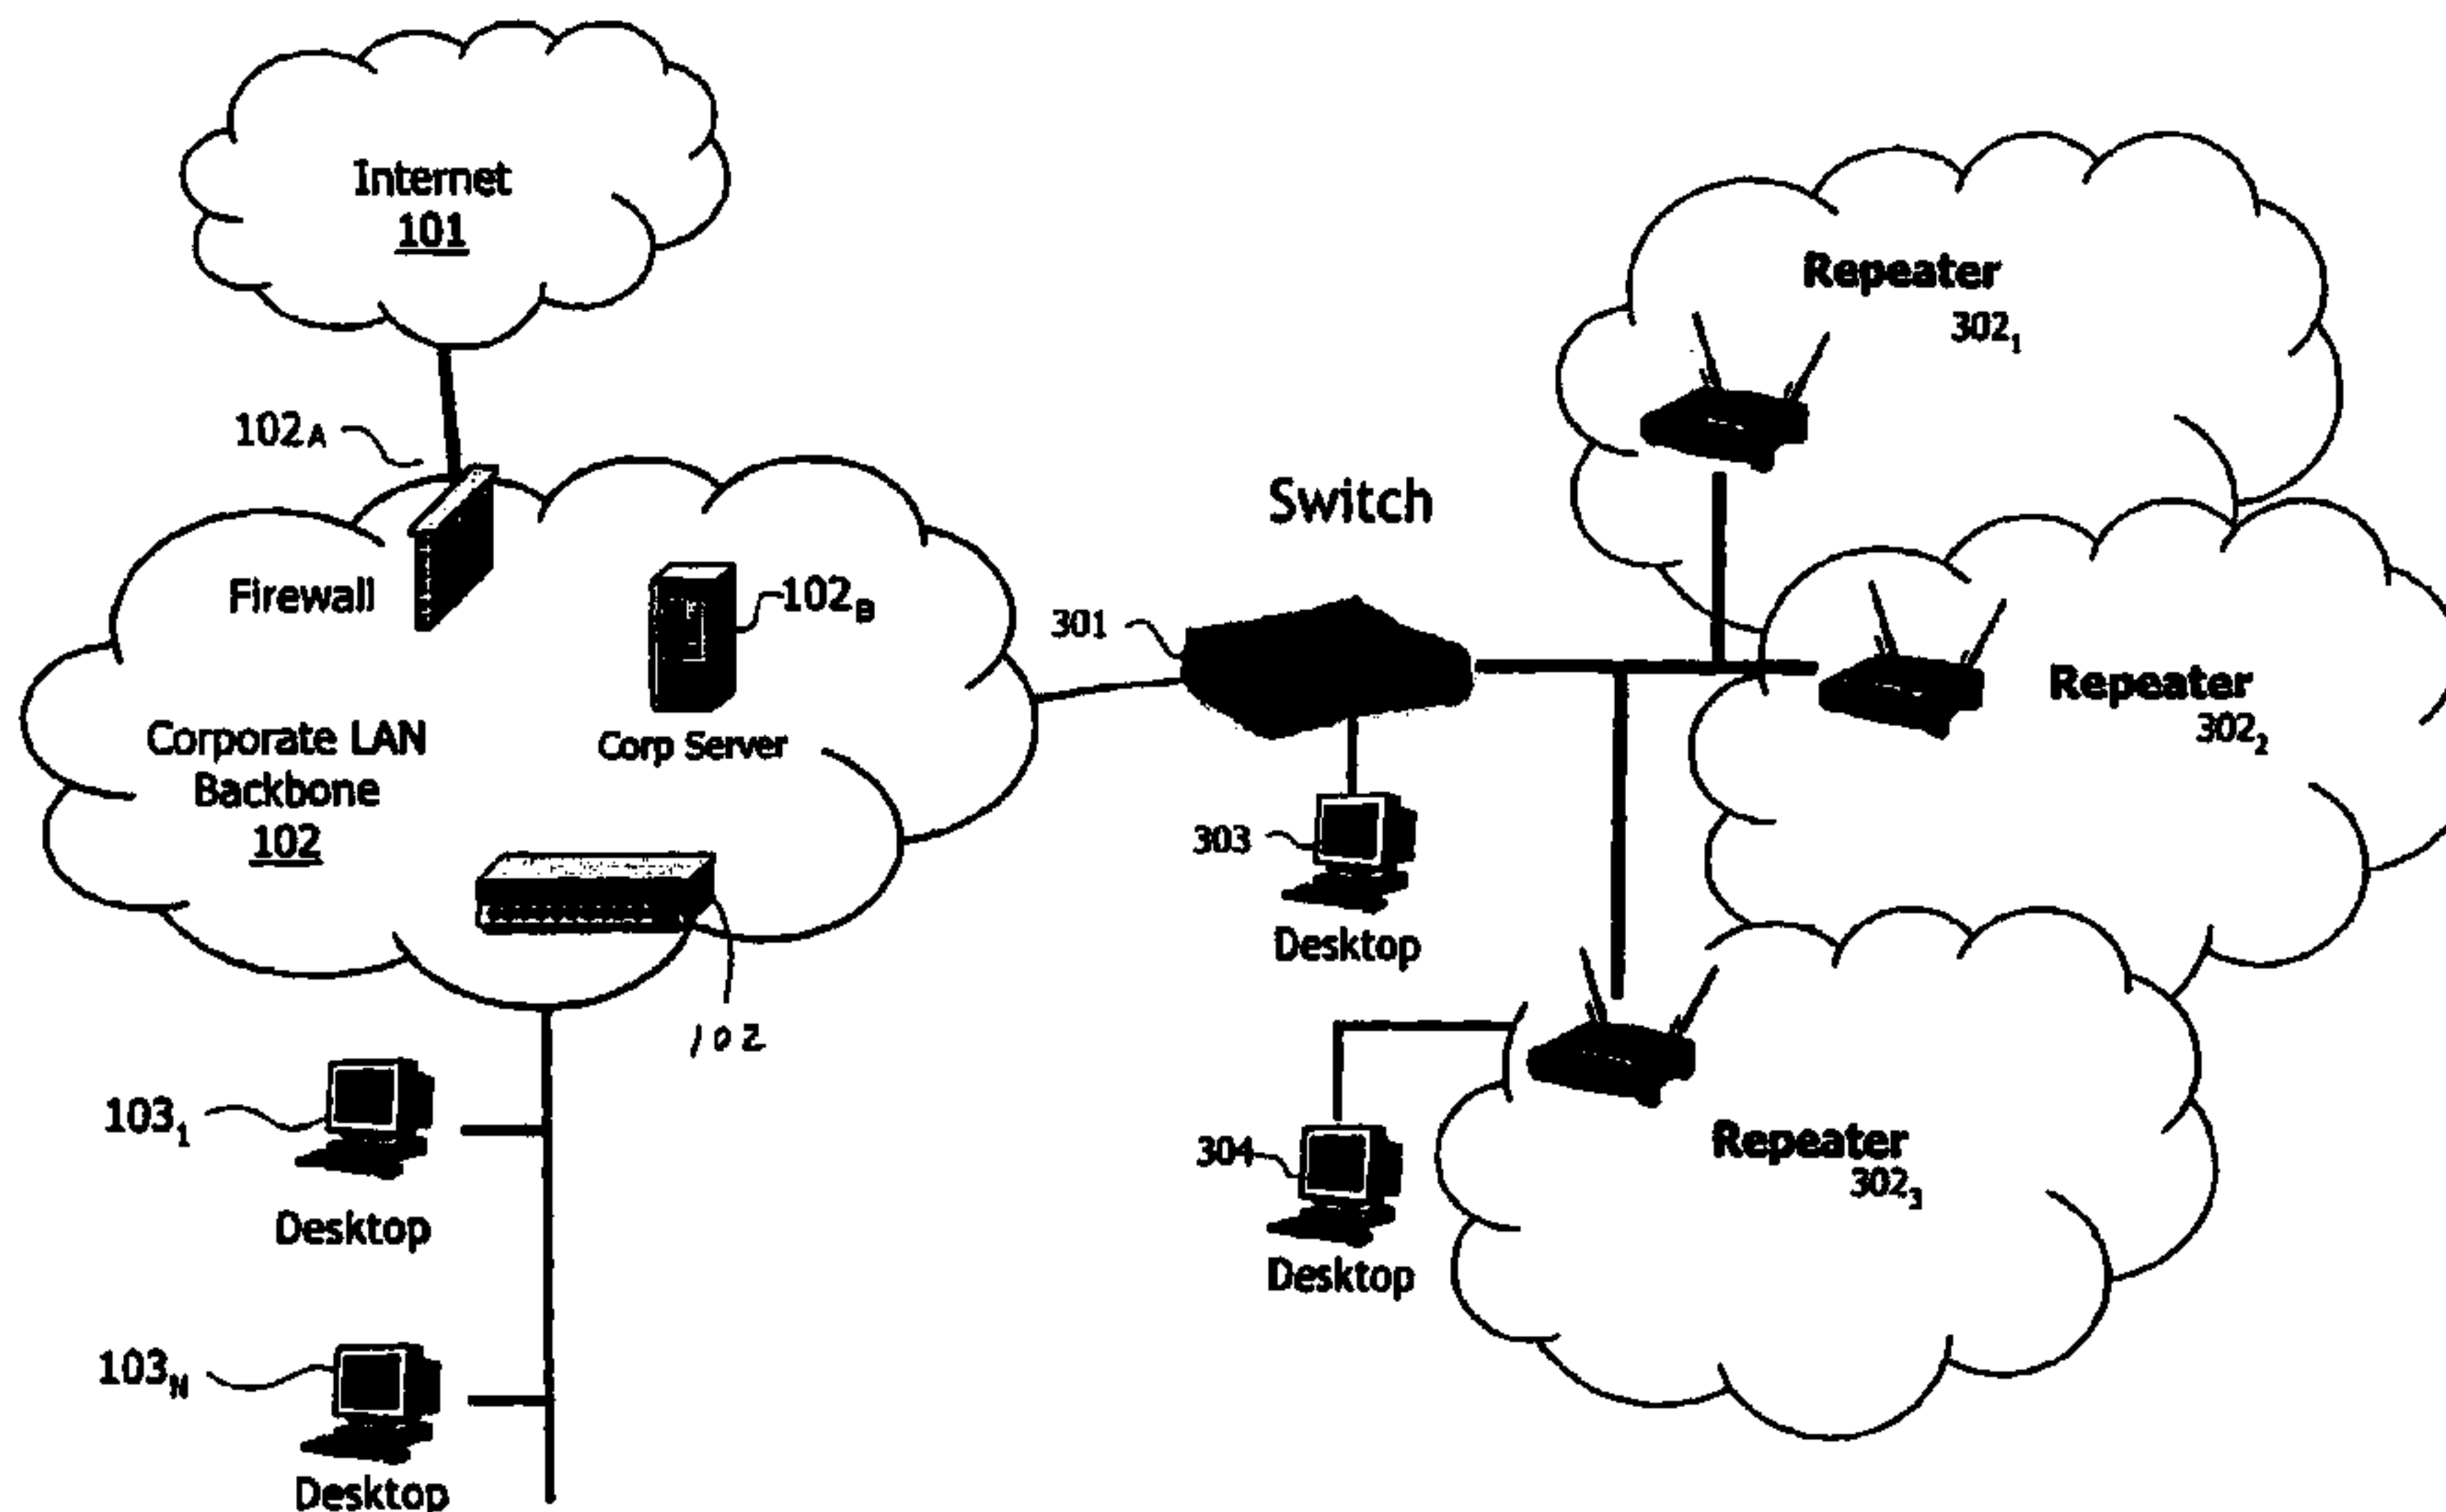 Internet
101
102A
Firewall
102B
Corp Server
Corporate LAN
Backbone
102
102
1031
Desktop
103N
Desktop
Switch
301
303
Desktop
304
Desktop
Repeater
3021
Repeater
3022
Repeater
3023